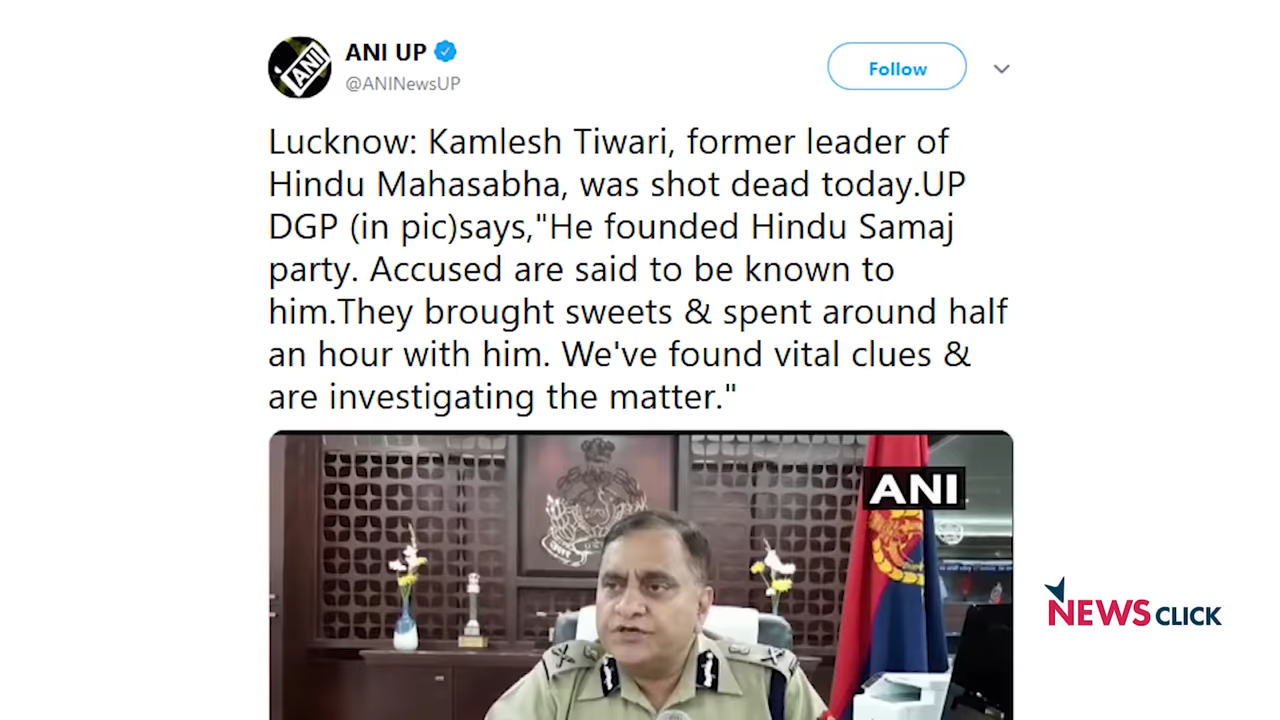 ANI UP
@ANINewsUP
Follow
Lucknow: Kamlesh Tiwari, former leader of
Hindu Mahasabha, was shot dead today.UP
DGP (in pic)says,"He founded Hindu Samaj
party. Accused are said to be known to
him.They brought sweets & spent around half
an hour with him. We've found vital clues &
are investigating the matter."
ANI
NEWSCLICK